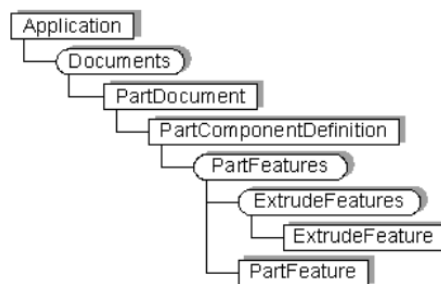 Application
Documents
PartDocument
PartComponentDefinition
PartFeatures
ExtrudeFeatures
ExtrudeFeature
PartFeature